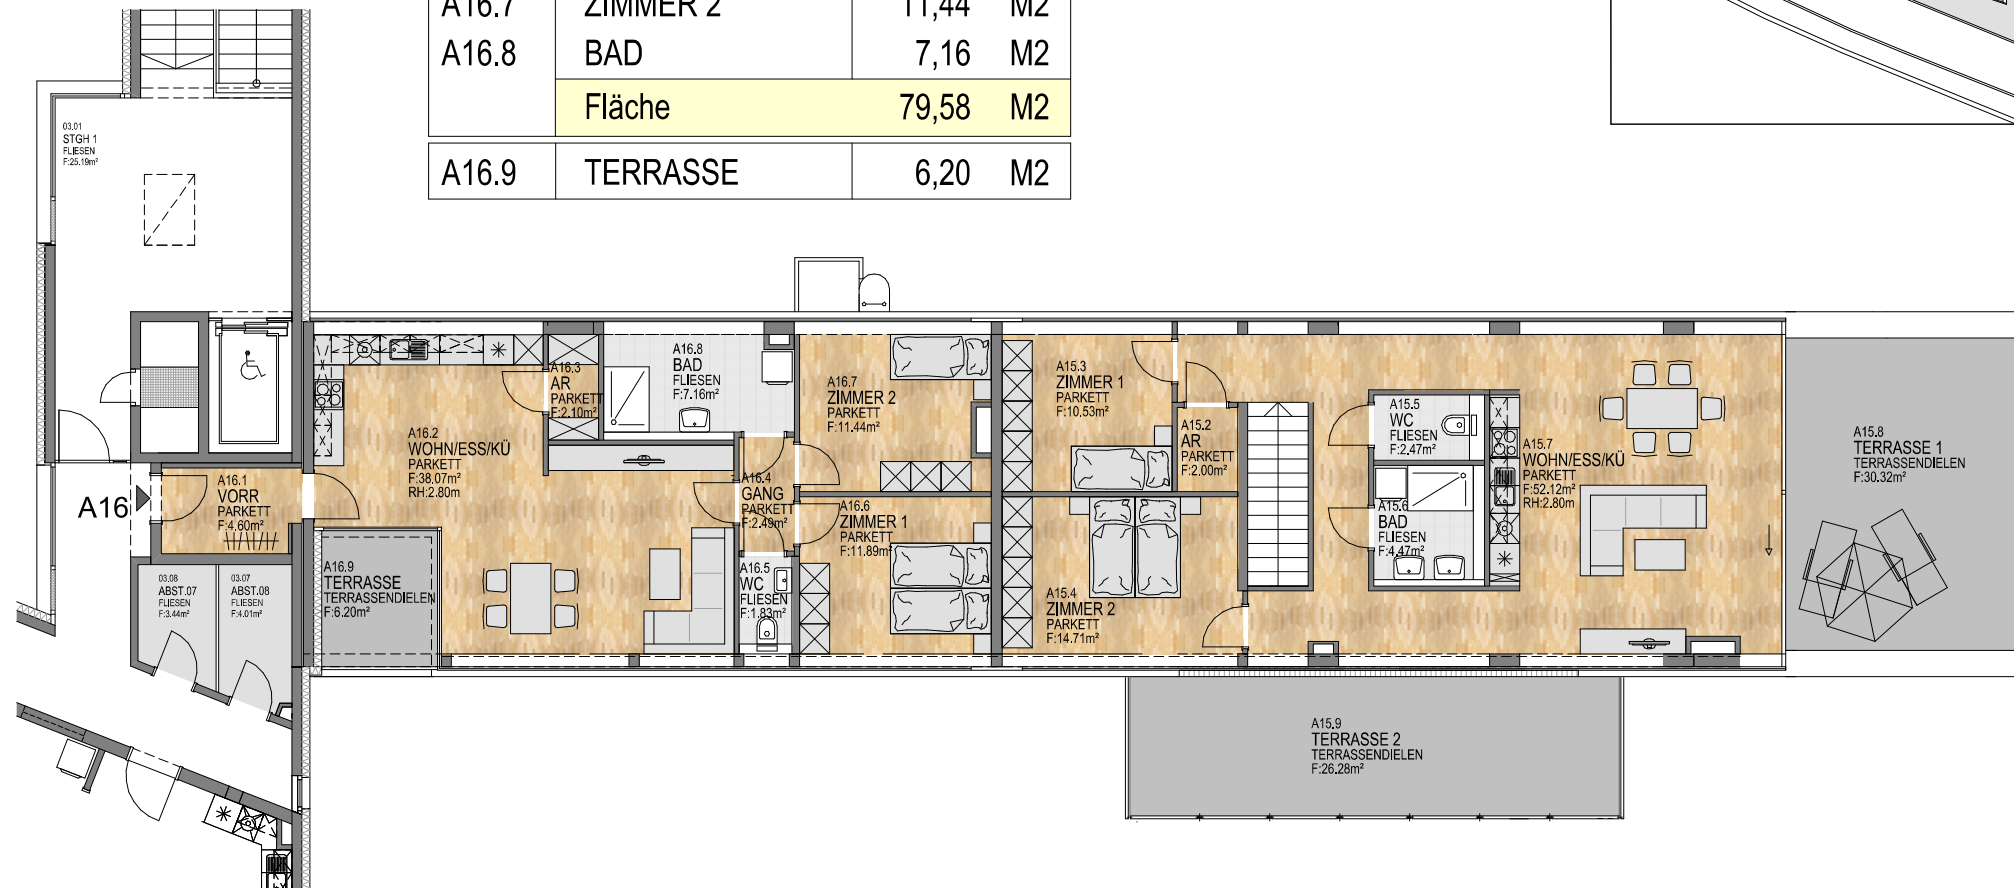 A16.7 ZIMMER 2 11,44 M2
A16.8 BAD 7,16 M2
Fläche 79,58 M2
A16.9 TERRASSE 6,20 M2
03.01
STGH 1
FLIESEN
F:25.19m²
A16
A16.1
VORR
PARKETT
F:4.60m²
03.08
ABST.07
FLIESEN
F:3.44m²
03.07
ABST.08
FLIESEN
F:4.01m²
A16.2
WOHN/ESS/KÜ
PARKETT
F:38,07m²
RH:2.80m
A16.9
TERRASSE
TERRASSENDIELEN
F:6.20m²
A16.3
AR
PARKETT
F:2.10m²
A16.8
BAD
FLIESEN
F:7.16m²
A16.4
GANG
PARKETT
F:2.49m²
A16.5
WC
FLIESEN
F:1.83m²
A16.7
ZIMMER 2
PARKETT
F:11.44m²
A16.6
ZIMMER 1
PARKETT
F:11.89m²
A15.3
ZIMMER 1
PARKETT
F:10.53m²
A15.2
AR
PARKETT
F:2.00m²
A15.4
ZIMMER 2
PARKETT
F:14.71m²
A15.5
WC
FLIESEN
F:2.47m²
A15.6
BAD
FLIESEN
F:4.47m²
A15.7
WOHN/ESS/KÜ
PARKETT
F:52.12m²
RH:2.80m
A15.8
TERRASSE 1
TERRASSENDIELEN
F:30.32m²
A15.9
TERRASSE 2
TERRASSENDIELEN
F:26.28m²